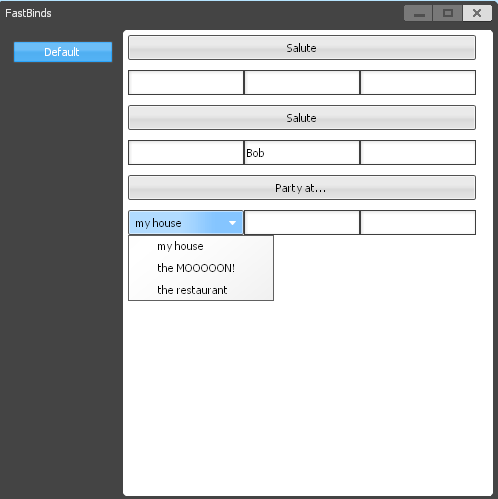 FastBinds
Default
Salute
Salute
Bob
Party at...
my house
my house
the MOOOOON!
the restaurant